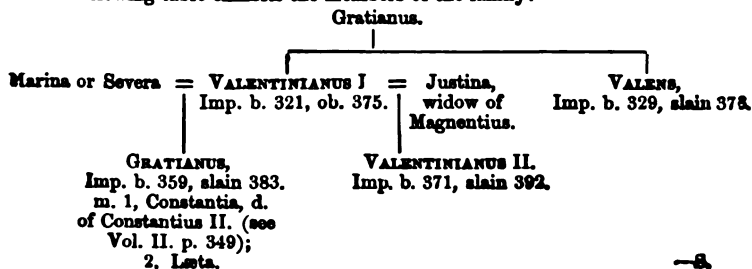 Gratianus.
Marina or Severa = VALENTINIANUS I = Justina, VALENS,
Imp. b. 321, ob. 375. widow of Imp. b. 329, slain 378.
Magnentius.
GRATIANUS, VALENTINIANUS II.
Imp. b. 359, slain 383. Imp. b. 371, slain 392.
m. 1, Constantia, d.
of Constantius II. (see
Vol. II. p. 349);
2, Læta. —S.